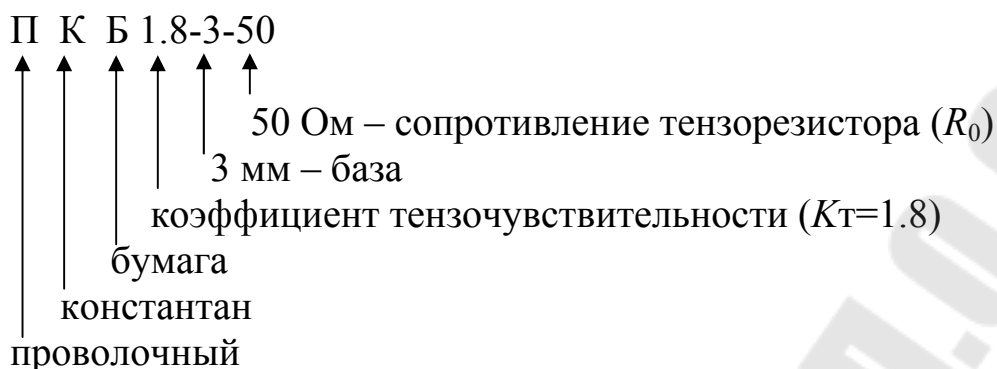 П К Б 1.8-3-50
50 Ом – сопротивление тензорезистора (R₀)
3 мм – база
коэффициент тензочувствительности (Kт=1.8)
бумага
константан
проволочный